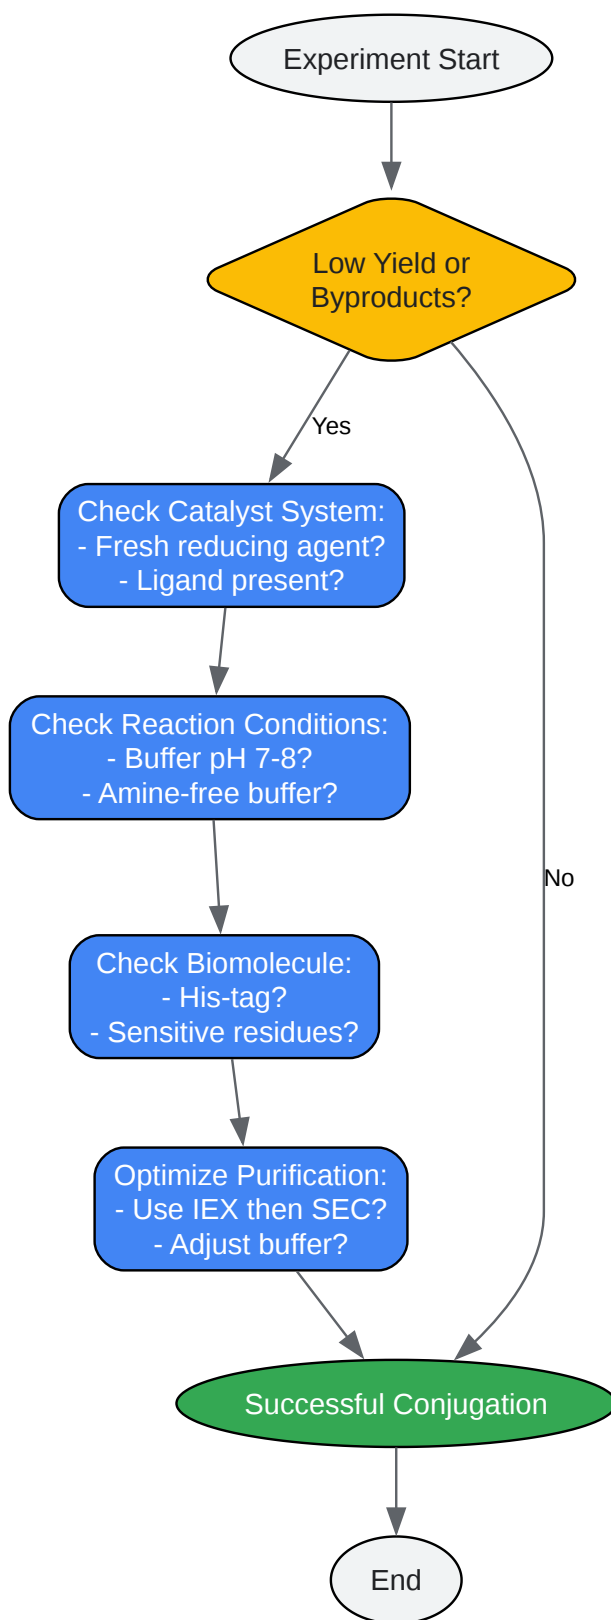 Experiment Start
Low Yield or
Byproducts?
Yes
Check Catalyst System:
- Fresh reducing agent?
- Ligand present?
Check Reaction Conditions:
- Buffer pH 7-8?
- Amine-free buffer?
No
Check Biomolecule:
- His-tag?
- Sensitive residues?
Optimize Purification:
- Use IEX then SEC?
- Adjust buffer?
Successful Conjugation
End